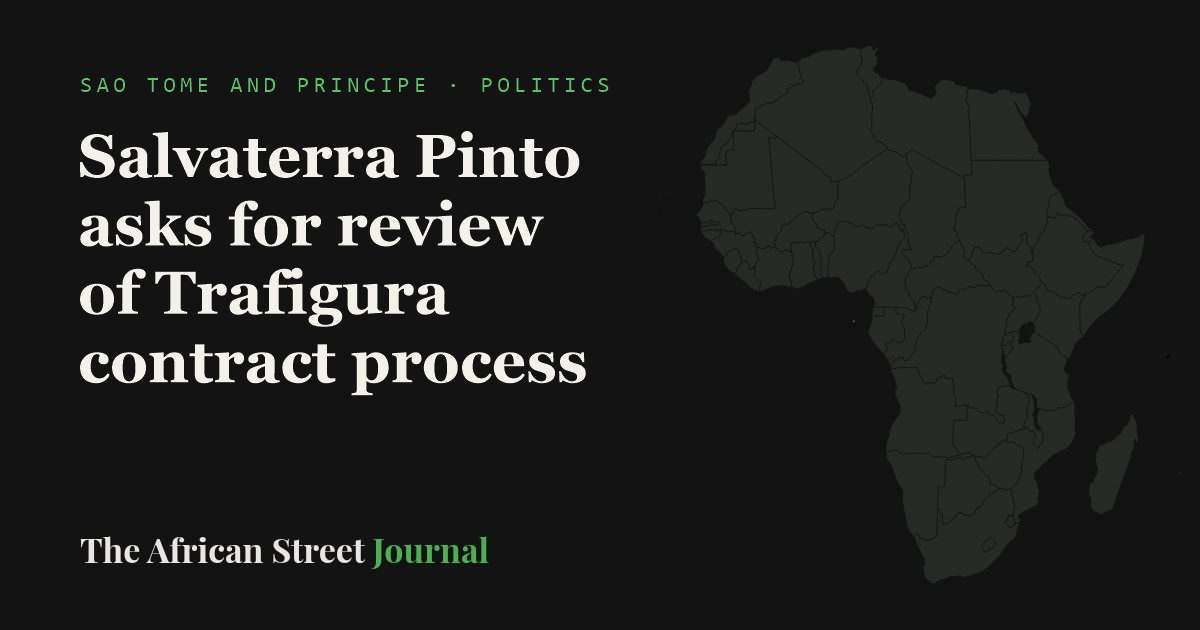 SAO TOME AND PRINCIPE · POLITICS
Salvaterra Pinto
asks for review
of Trafigura
contract process
The African Street Journal